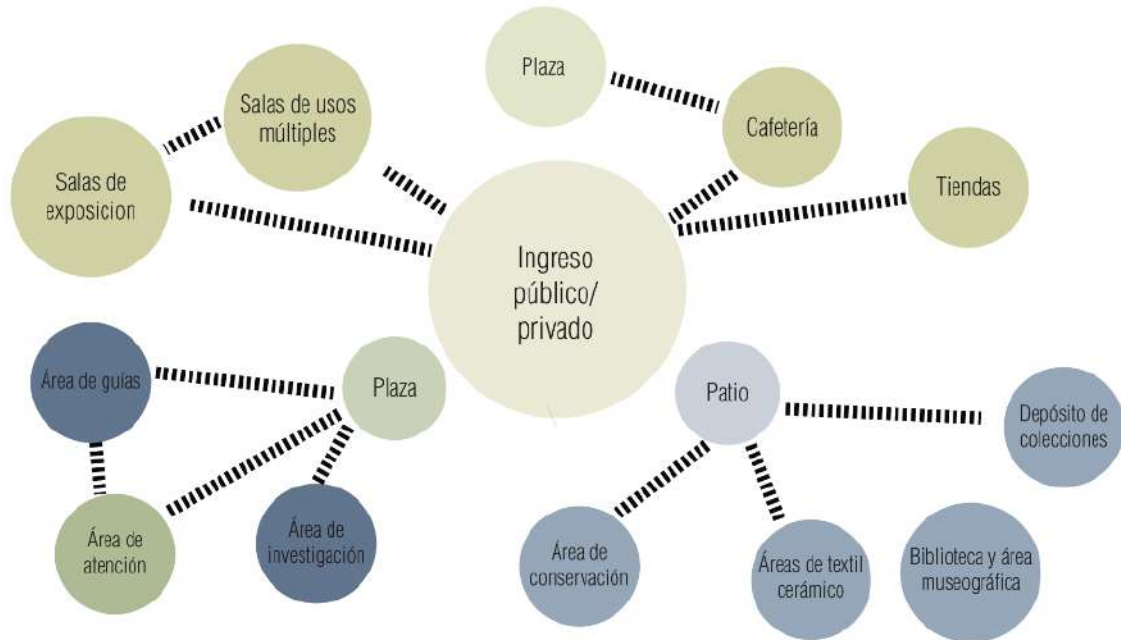 Plaza
Salas de usos
múltiples
Cafetería
Salas de
exposicion
Tiendas
Ingreso
público/
privado
Área de guías
Plaza
Patio
Depósito de
colecciones
Área de
atención
Área de
investigación
Área de
conservación
Áreas de textil
cerámico
Biblioteca y área
museográfica